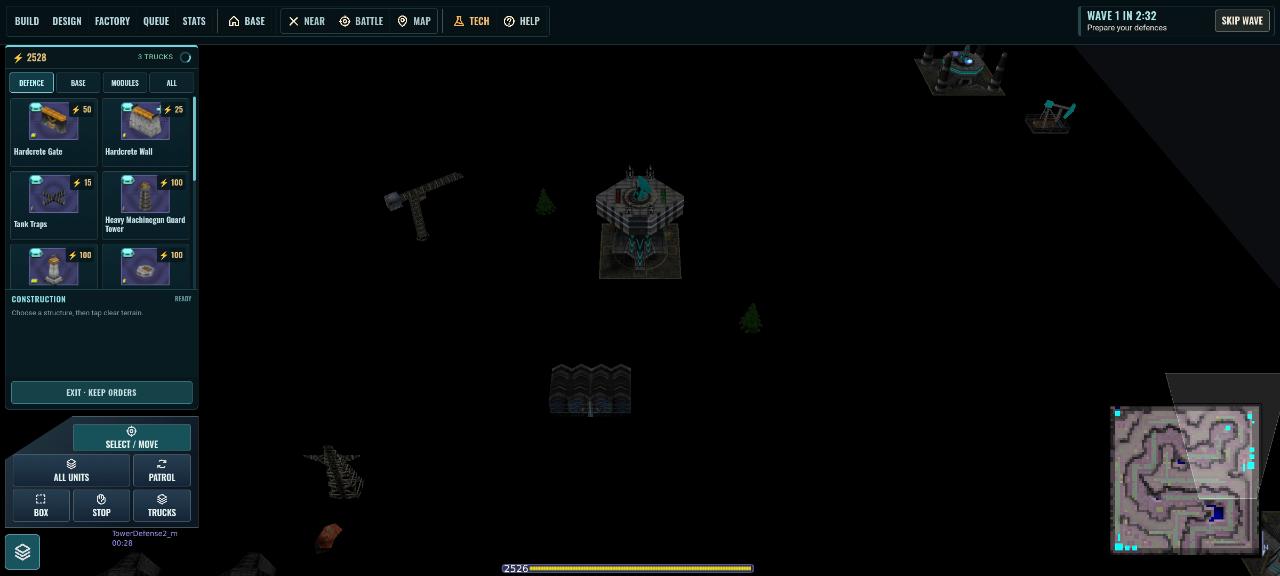 BUILD DESIGN FACTORY QUEUE STATS BASE NEAR BATTLE MAP TECH HELP
WAVE 1 IN 2:32
Prepare your defences
SKIP WAVE
2528
3 TRUCKS
DEFENCE BASE MODULES ALL
50
25
Hardcrete Gate
Hardcrete Wall
15
100
Tank Traps
Heavy Machinegun Guard
Tower
100
100
CONSTRUCTION
READY
Choose a structure, then tap clear terrain.
EXIT · KEEP ORDERS
SELECT / MOVE
ALL UNITS
PATROL
BOX
STOP
TRUCKS
TowerDefense2_m
00:28
2526
N